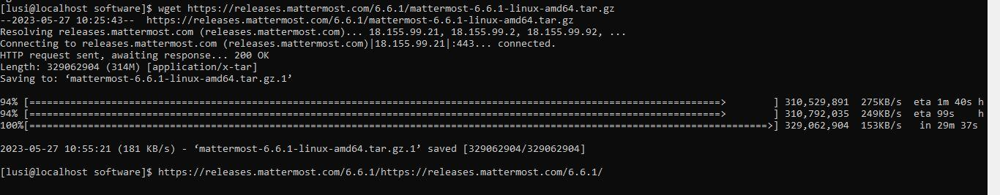 [lusi@localhost software]$ wget https://releases.mattermost.com/6.6.1/mattermost-6.6.1-linux-amd64.tar.gz
--2023-05-27 10:25:43--  https://releases.mattermost.com/6.6.1/mattermost-6.6.1-linux-amd64.tar.gz
Resolving releases.mattermost.com (releases.mattermost.com)... 18.155.99.21, 18.155.99.2, 18.155.99.92, ...
Connecting to releases.mattermost.com (releases.mattermost.com)|18.155.99.21|:443... connected.
HTTP request sent, awaiting response... 200 OK
Length: 329062904 (314M) [application/x-tar]
Saving to: ‘mattermost-6.6.1-linux-amd64.tar.gz.1’
94% [======================================================================================================================>        ] 310,529,891  275KB/s  eta 1m 40s h
94% [======================================================================================================================>        ] 310,792,035  249KB/s  eta 99s    h
100%[==============================================================================================================================>] 329,062,904  153KB/s   in 29m 37s
2023-05-27 10:55:21 (181 KB/s) - ‘mattermost-6.6.1-linux-amd64.tar.gz.1’ saved [329062904/329062904]
[lusi@localhost software]$ https://releases.mattermost.com/6.6.1/https://releases.mattermost.com/6.6.1/